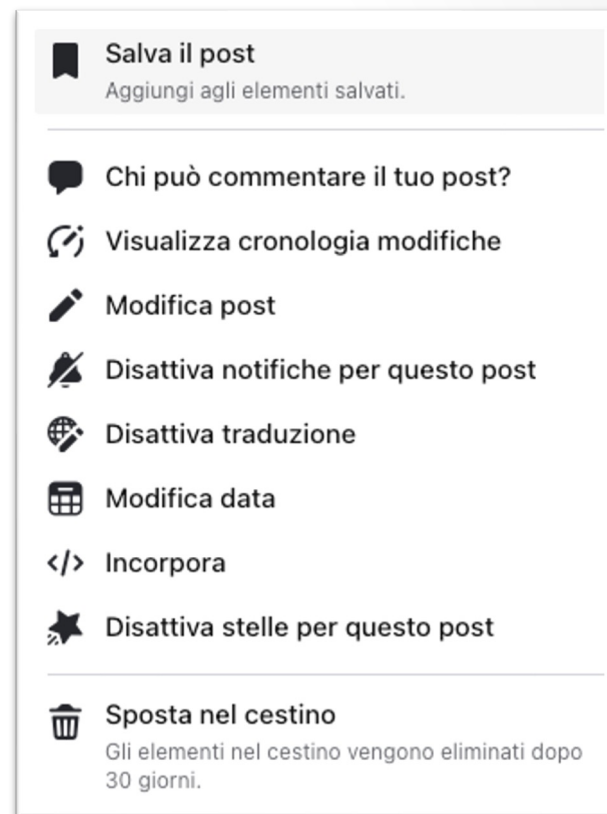 Salva il post
Aggiungi agli elementi salvati.
Chi può commentare il tuo post?
Visualizza cronologia modifiche
Modifica post
Disattiva notifiche per questo post
Disattiva traduzione
Modifica data
Incorpora
Disattiva stelle per questo post
Sposta nel cestino
Gli elementi nel cestino vengono eliminati dopo
30 giorni.